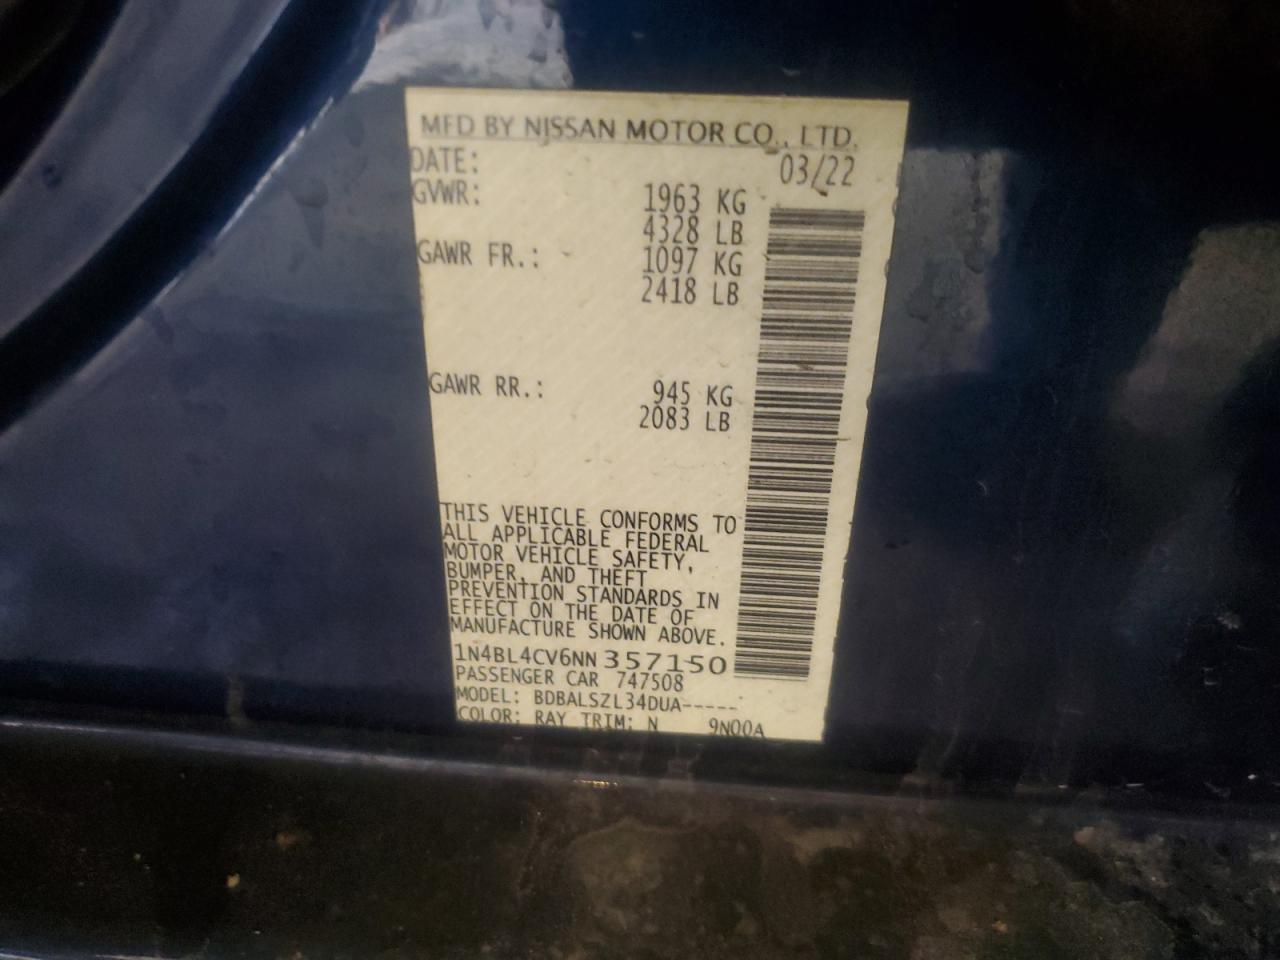 MFD BY NISSAN MOTOR CO., LTD.
DATE: 03/22
GVWR: 1963 KG
4328 LB
GAWR FR.: 1097 KG
2418 LB
GAWR RR.: 945 KG
2083 LB
THIS VEHICLE CONFORMS TO
ALL APPLICABLE FEDERAL
MOTOR VEHICLE SAFETY,
BUMPER, AND THEFT
PREVENTION STANDARDS IN
EFFECT ON THE DATE OF
MANUFACTURE SHOWN ABOVE.
1N4BL4CV6NN357150
PASSENGER CAR 747508
MODEL: BDBALSZL34DUA-----
COLOR: RAY TRIM: N 9N00A